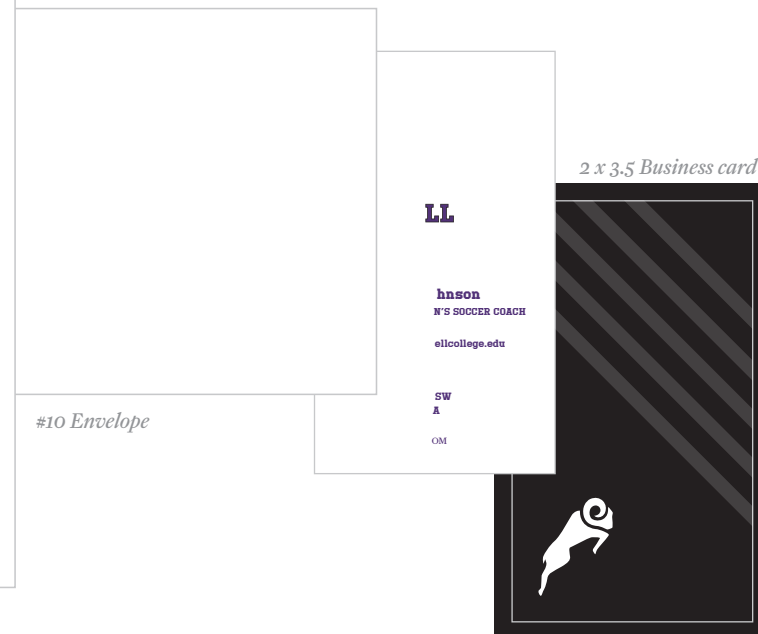 2 x 3.5 Business card
LL
hnson
N'S SOCCER COACH
ellcollege.edu
SW
A
OM
#10 Envelope